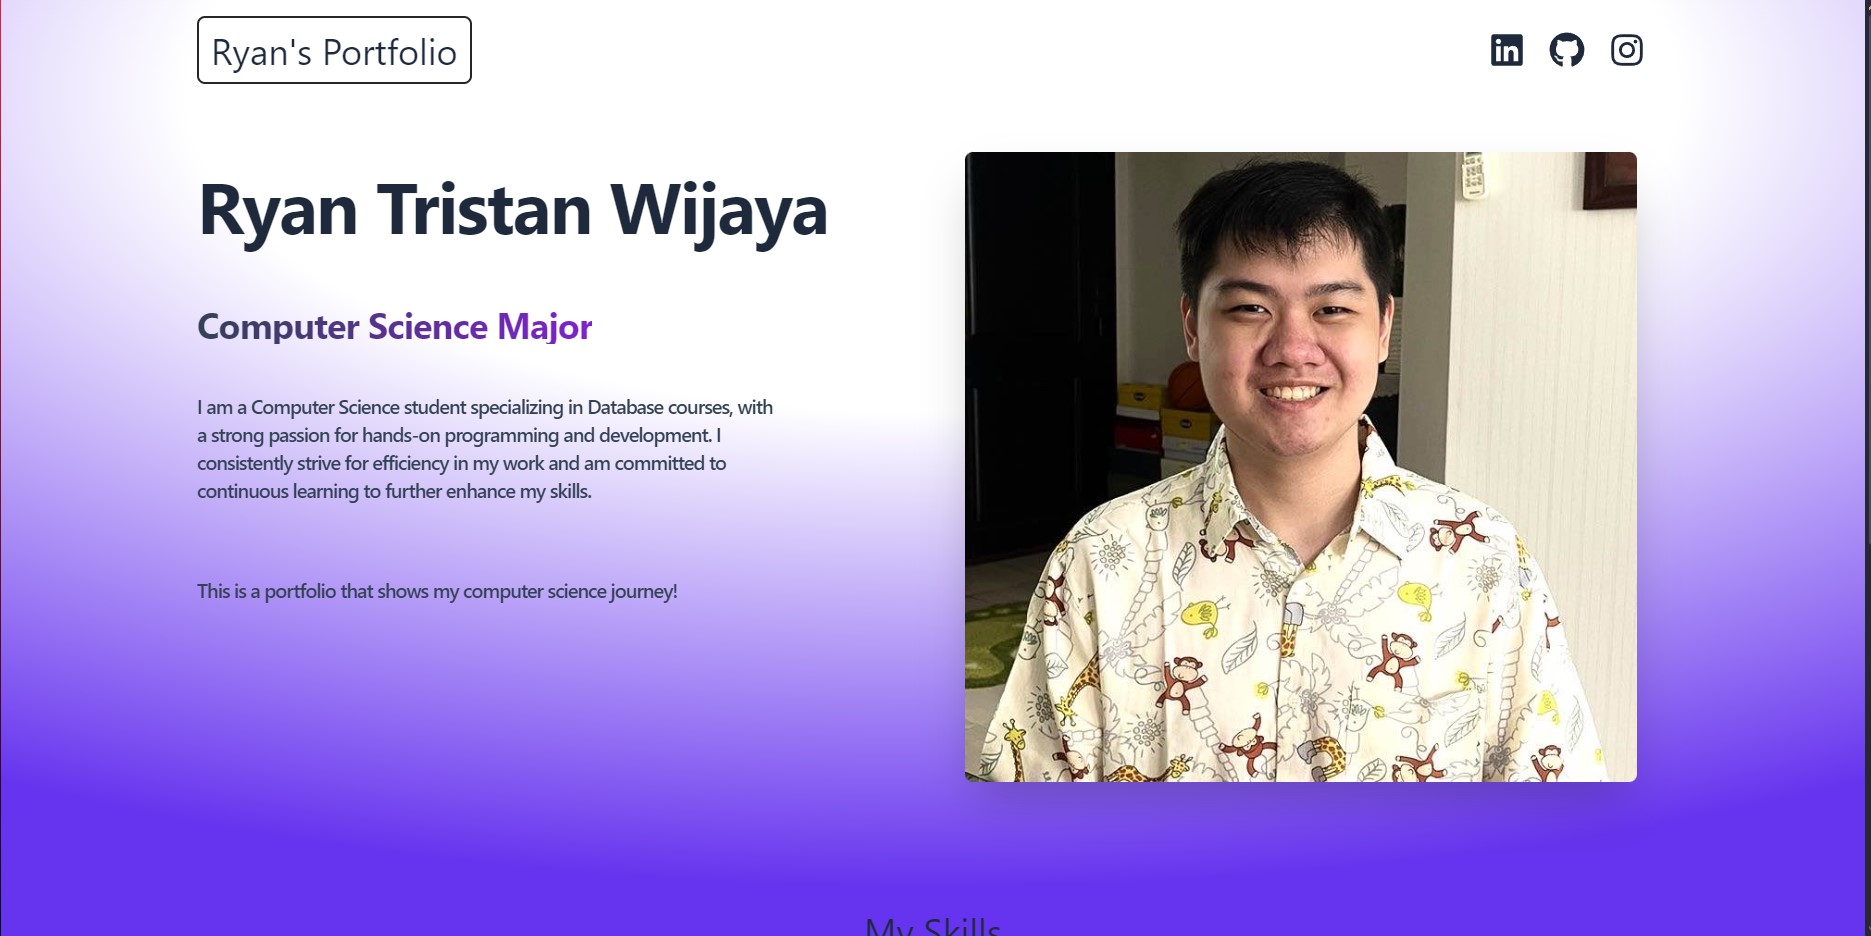 Ryan's Portfolio
Ryan Tristan Wijaya
Computer Science Major
I am a Computer Science student specializing in Database courses, with
a strong passion for hands-on programming and development. I
consistently strive for efficiency in my work and am committed to
continuous learning to further enhance my skills.
This is a portfolio that shows my computer science journey!
My Skills